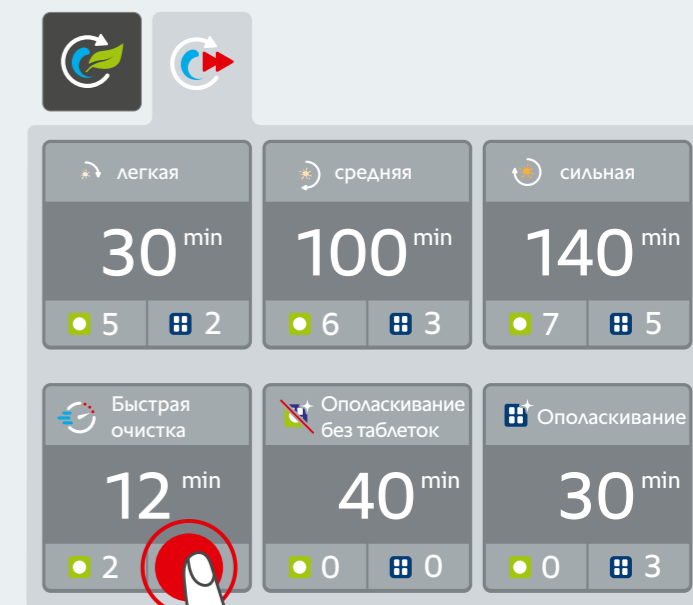 легкая
средняя
сильная
30 min
100 min
140 min
5
2
6
3
7
5
Быстрая
очистка
Ополаскивание
без таблеток
Ополаскивание
12 min
40 min
30 min
2
0
0
0
3